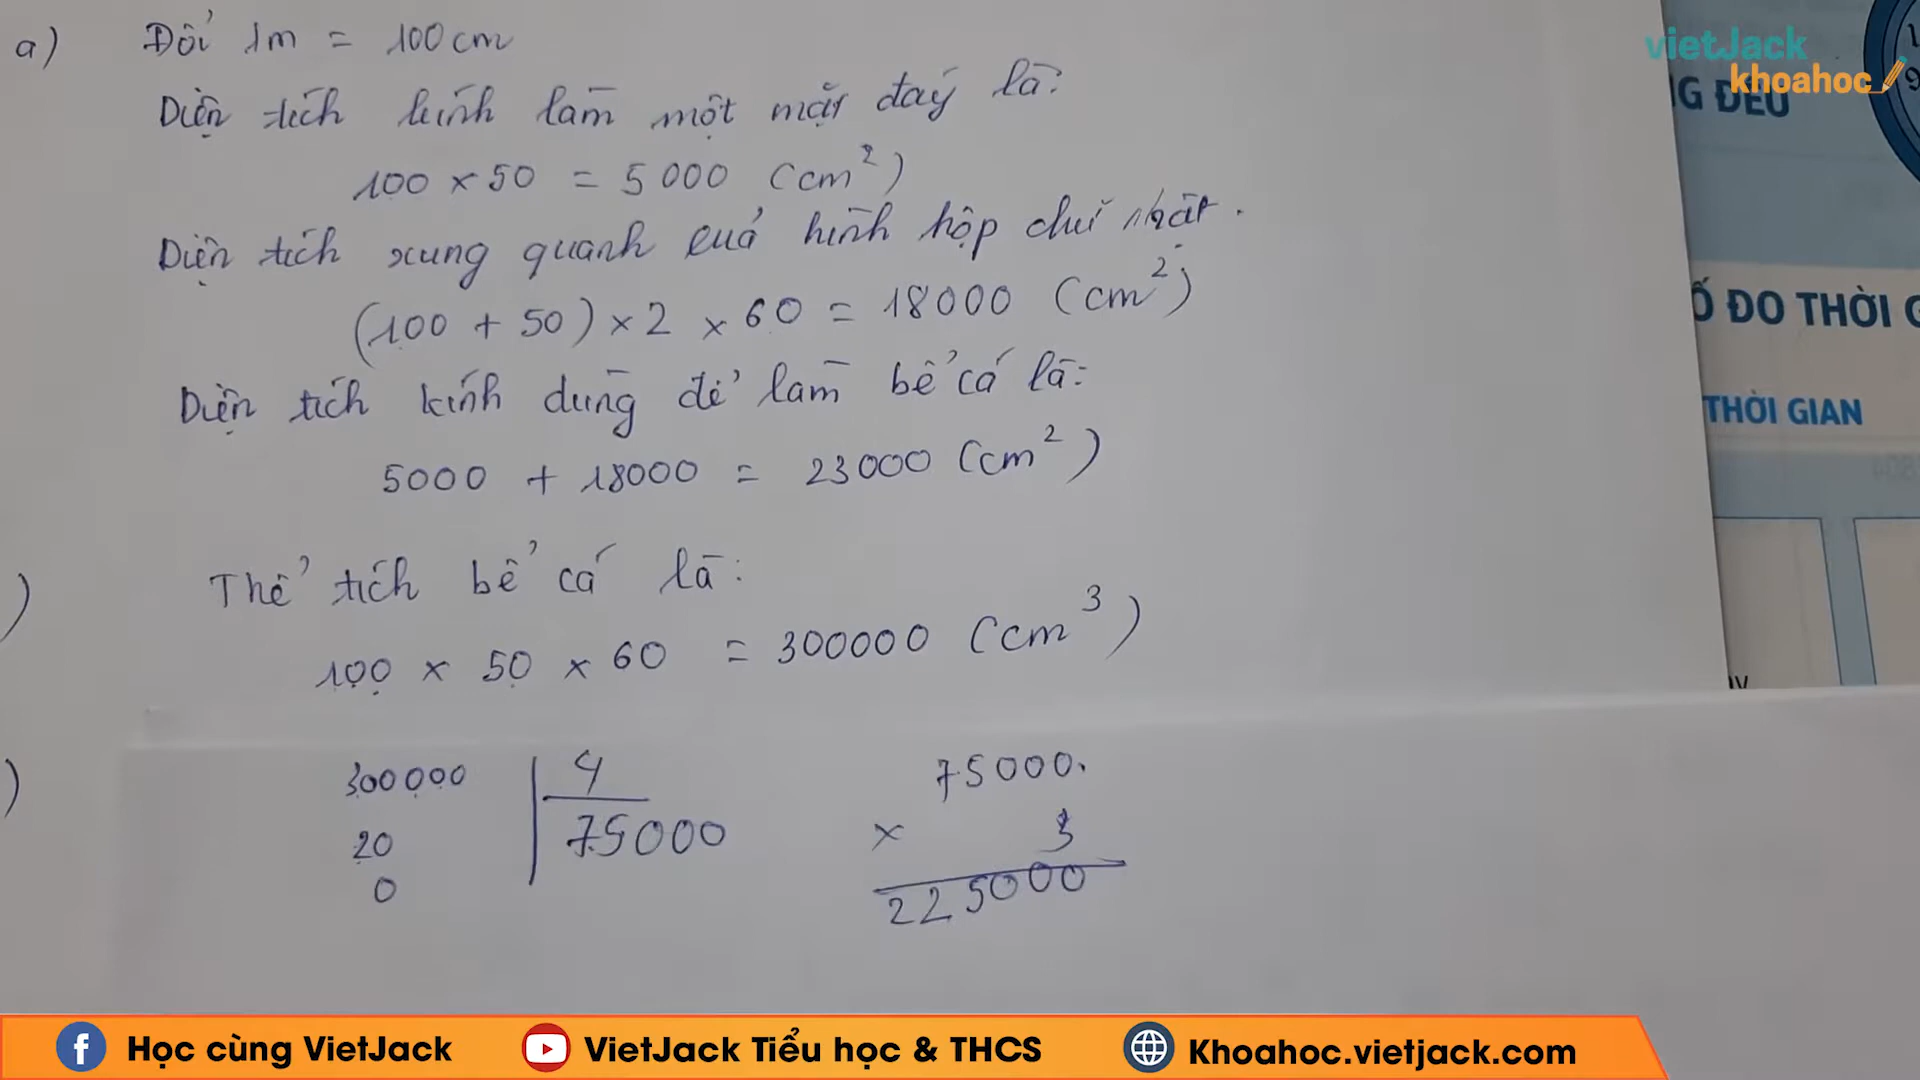 vietJack
khoahoc
a) Đổi 1m = 100cm
Diện tích kính làm một mặt đáy là:
100 × 50 = 5000 (cm²)
Diện tích xung quanh của hình hộp chữ nhật.
(100 + 50) × 2 × 60 = 18000 (cm²)
Diện tích kính dùng để làm bể cá là:
5000 + 18000 = 23000 (cm²)
) Thể tích bể cá là:
100 × 50 × 60 = 300000 (cm³)
)
300000 4
20 75000
0
75000.
× 3
225000
G ĐỀU
Ố ĐO THỜI G
THỜI GIAN
Học cùng VietJack
VietJack Tiểu học & THCS
Khoahoc.vietjack.com